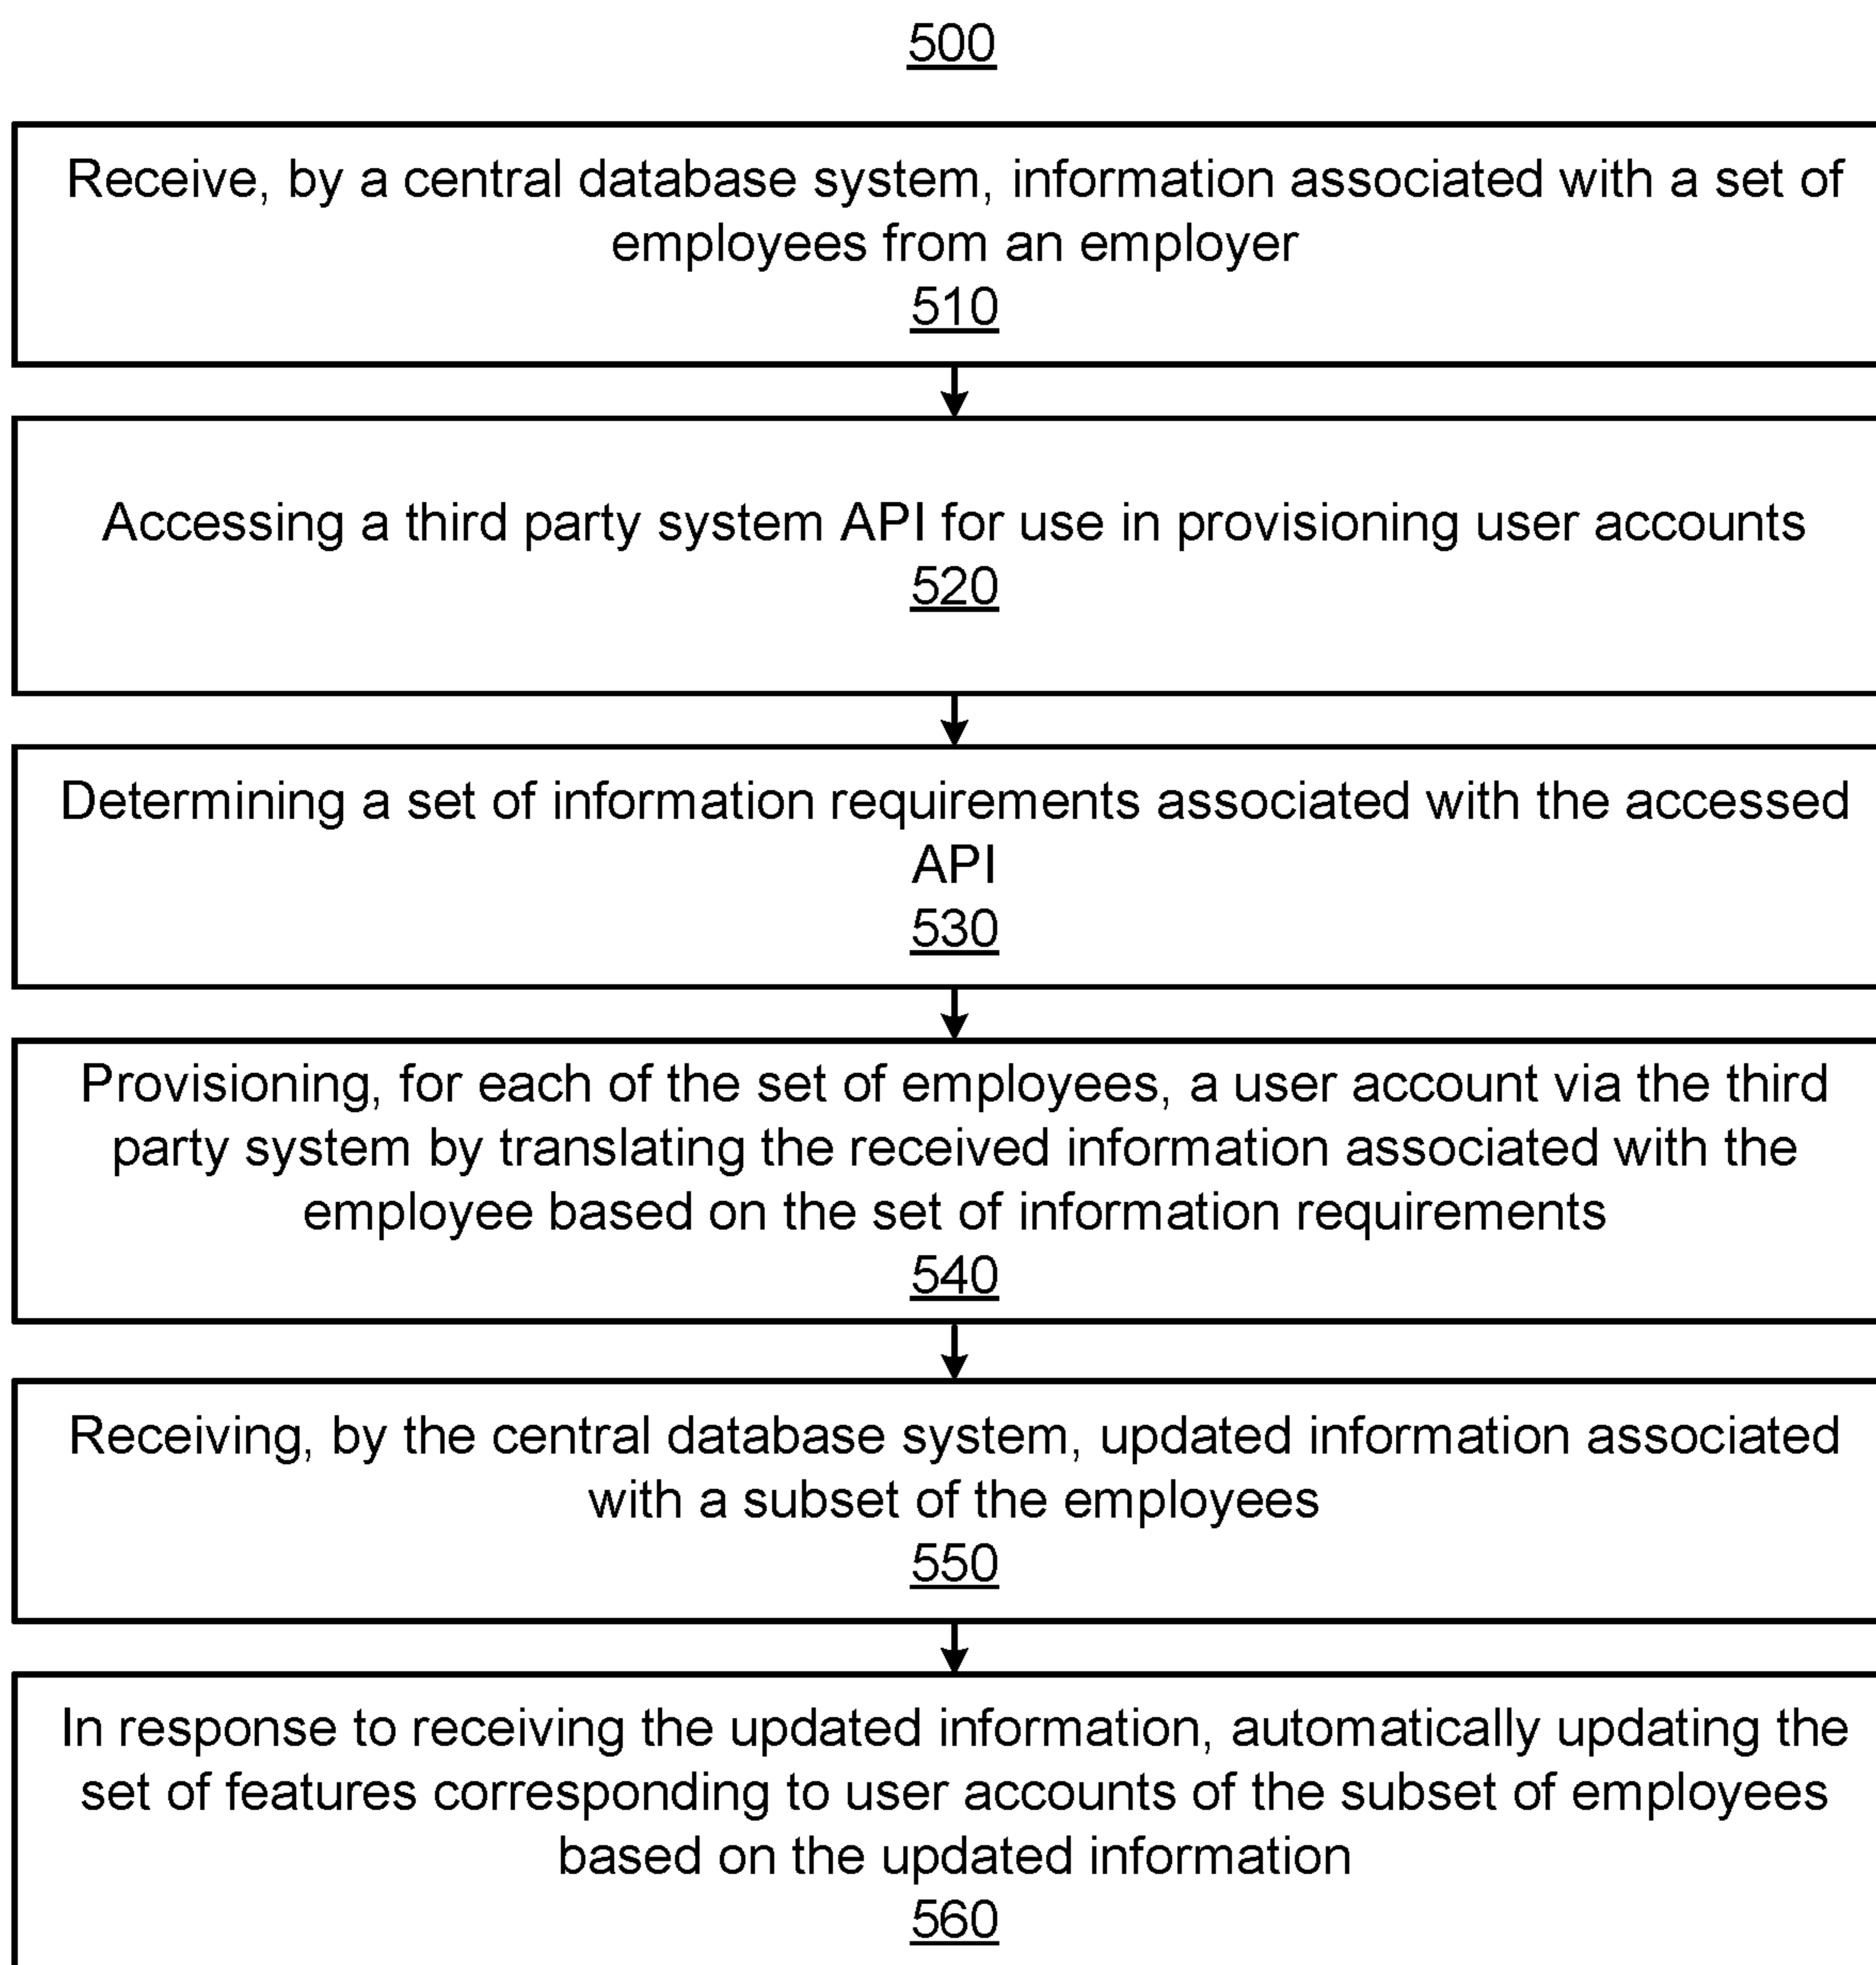 500
Receive, by a central database system, information associated with a set of
employees from an employer
510
Accessing a third party system API for use in provisioning user accounts
520
Determining a set of information requirements associated with the accessed
API
530
Provisioning, for each of the set of employees, a user account via the third
party system by translating the received information associated with the
employee based on the set of information requirements
540
Receiving, by the central database system, updated information associated
with a subset of the employees
550
In response to receiving the updated information, automatically updating the
set of features corresponding to user accounts of the subset of employees
based on the updated information
560